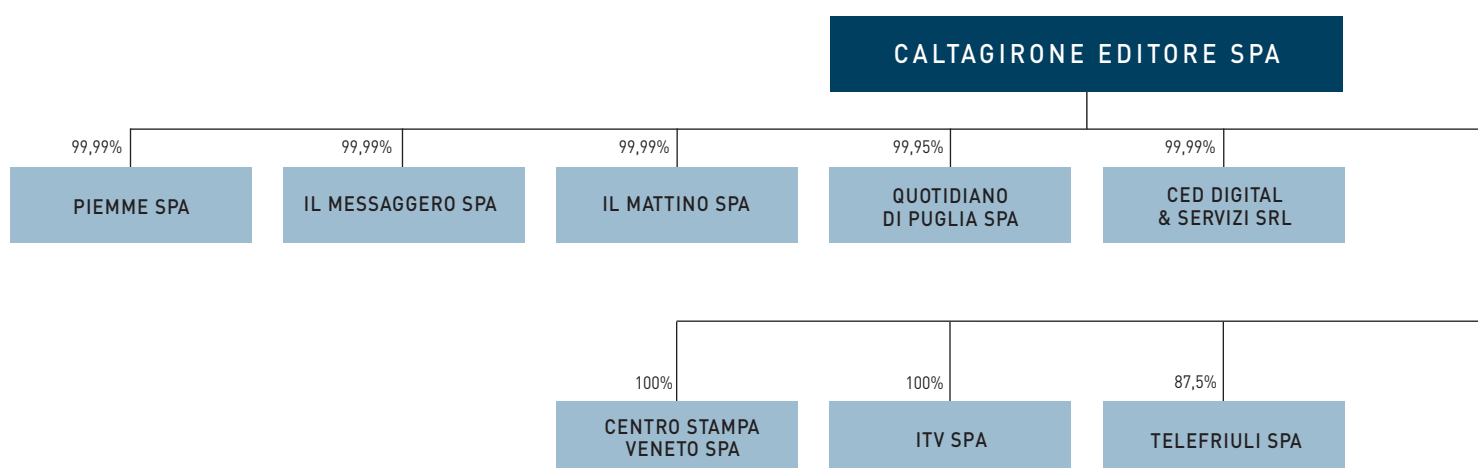 CALTAGIRONE EDITORE SPA
99,99%
99,99%
99,99%
99,95%
99,99%
PIEMME SPA
IL MESSAGGERO SPA
IL MATTINO SPA
QUOTIDIANO
DI PUGLIA SPA
CED DIGITAL
& SERVIZI SRL
100%
100%
87,5%
CENTRO STAMPA
VENETO SPA
ITV SPA
TELEFRIULI SPA